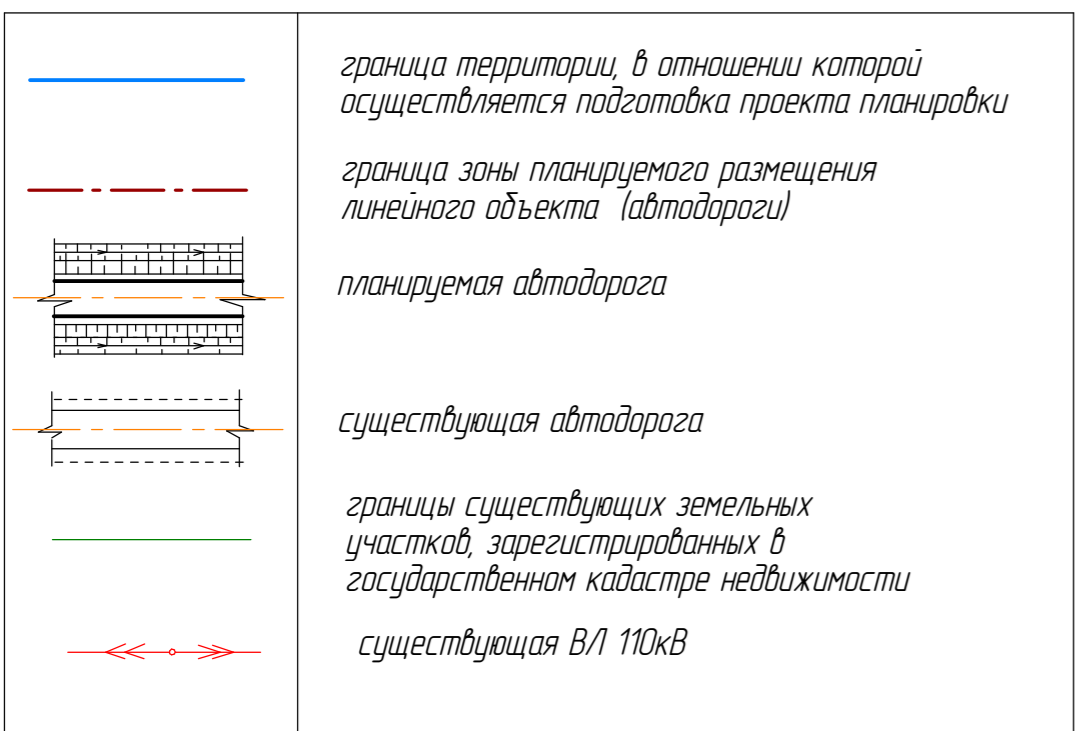 граница территории, в отношении которой
осуществляется подготовка проекта планировки
граница зоны планируемого размещения
линейного объекта (автодороги)
планируемая автодорога
существующая автодорога
границы существующих земельных
участков, зарегистрированных в
государственном кадастре недвижимости
существующая ВЛ 110кВ